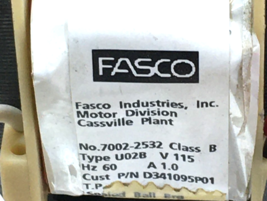 FASCO
Fasco Industries, Inc.
Motor Division
Cassville Plant
No.7002-2532 Class B
Type U02B V 115
Hz 60 A 1.0
Cust P/N D341095P01
T.P.
Ball